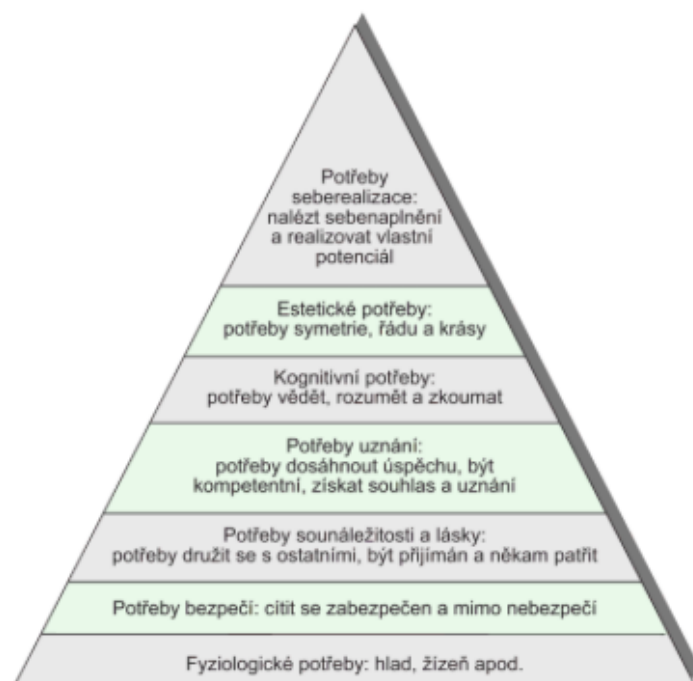 Potřeby
seberealizace:
nalézt sebenaplnění
a realizovat vlastní
potenciál
Estetické potřeby:
potřeby symetrie, řádu a krásy
Kognitivní potřeby:
potřeby vědět, rozumět a zkoumat
Potřeby uznání:
potřeby dosáhnout úspěchu, být
kompetentní, získat souhlas a uznání
Potřeby sounáležitosti a lásky:
potřeby družit se s ostatními, být přijímán a někam patřit
Potřeby bezpečí: cítit se zabezpečen a mimo nebezpečí
Fyziologické potřeby: hlad, žízeň apod.